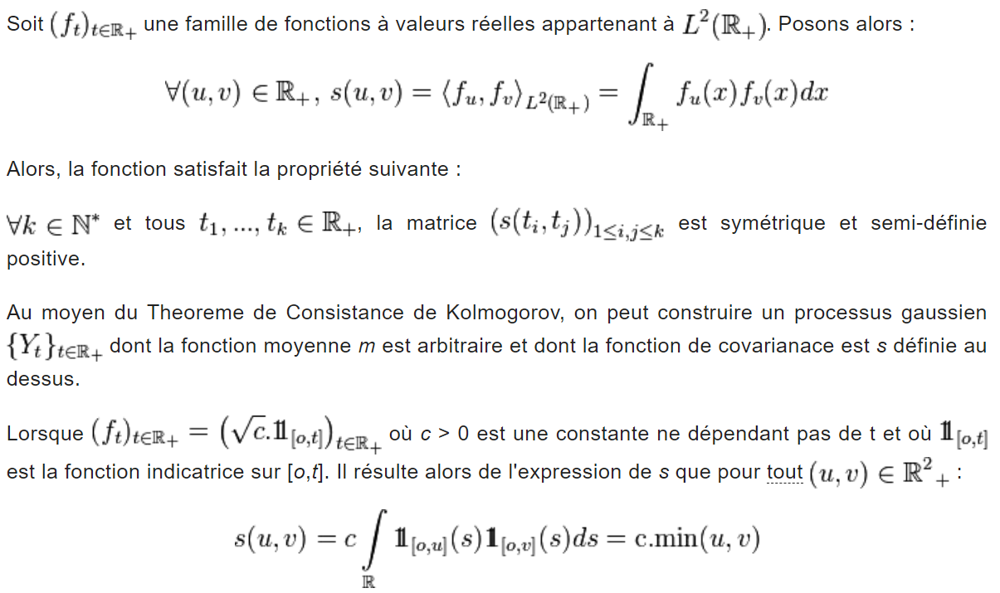 Soit $(f_t)_{t\in\mathbb{R}_+}$ une famille de fonctions à valeurs réelles appartenant à $L^2(\mathbb{R}_+)$. Posons alors :
$\forall(u,v) \in \mathbb{R}_+,\, s(u,v) = \langle f_u, f_v\rangle_{L^2(\mathbb{R}_+)} = \int_{\mathbb{R}_+} f_u(x)f_v(x)dx$
Alors, la fonction satisfait la propriété suivante :
$\forall k \in \mathbb{N}^*$ et tous $t_1, ..., t_k \in \mathbb{R}_+$, la matrice $(s(t_i,t_j))_{1\leq i,j\leq k}$ est symétrique et semi-définie
positive.
Au moyen du Theoreme de Consistance de Kolmogorov, on peut construire un processus gaussien
$\{Y_t\}_{t\in\mathbb{R}_+}$ dont la fonction moyenne m est arbitraire et dont la fonction de covarianace est s définie au
dessus.
Lorsque $(f_t)_{t\in\mathbb{R}_+} = (\sqrt{c}.\mathbb{1}_{[o,t]})_{t\in\mathbb{R}_+}$ où c > 0 est une constante ne dépendant pas de t et où $\mathbb{1}_{[o,t]}$
est la fonction indicatrice sur [o,t]. Il résulte alors de l'expression de s que pour tout $(u,v) \in \mathbb{R}^2{}_+$ :
$s(u,v) = c\int_{\mathbb{R}} \mathbb{1}_{[o,u]}(s)\mathbb{1}_{[o,v]}(s)ds = \mathrm{c.min}(u,v)$